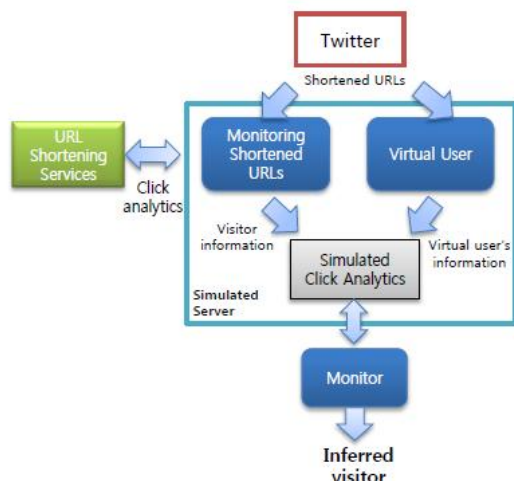 Twitter
Shortened URLs
URL
Shortening
Services
Click
analytics
Monitoring
Shortened
URLs
Virtual User
Visitor
information
Virtual user's
information
Simulated
Click Analytics
Simulated
Server
Monitor
Inferred
visitor